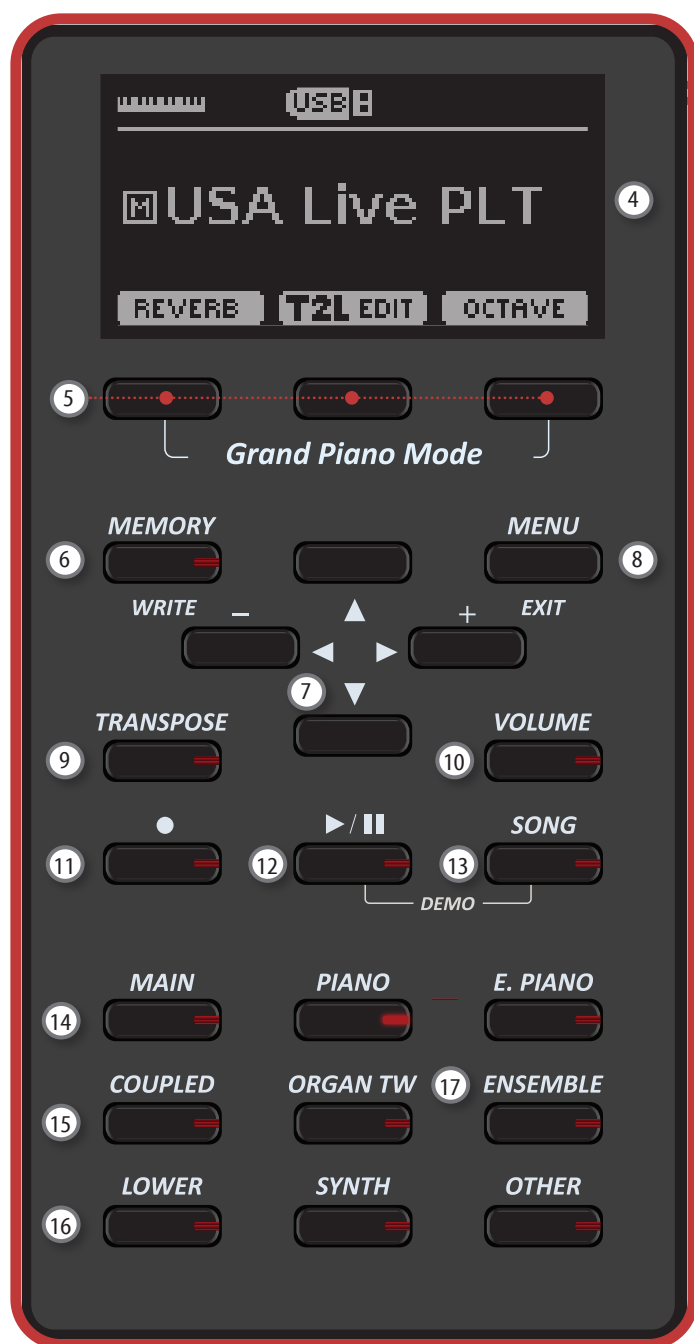 USB
M USA Live PLT
4
REVERB T2L EDIT OCTAVE
5
Grand Piano Mode
MEMORY MENU
6 8
WRITE − + EXIT
▲
◀ ▶
7 ▼
TRANSPOSE VOLUME
9 10
● ▶/❚❚ SONG
11 12 13
DEMO
MAIN PIANO E. PIANO
14
COUPLED ORGAN TW 17 ENSEMBLE
15
LOWER SYNTH OTHER
16